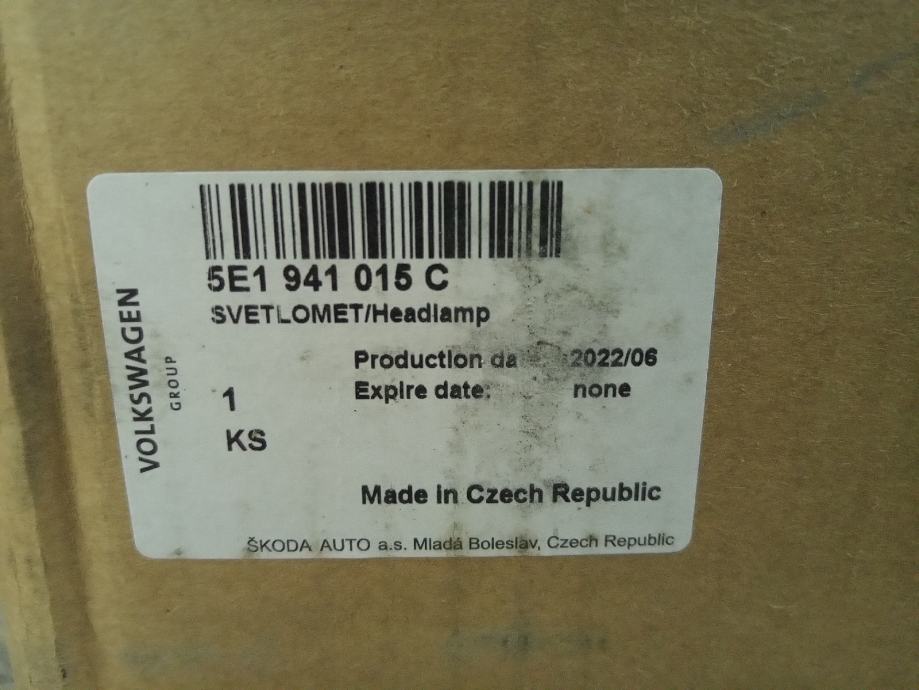 5E1 941 015 C
SVETLOMET/Headlamp
VOLKSWAGEN
GROUP
Production da 2022/06
Expire date: none
1
KS
Made in Czech Republic
ŠKODA AUTO a.s. Mladá Boleslav, Czech Republic